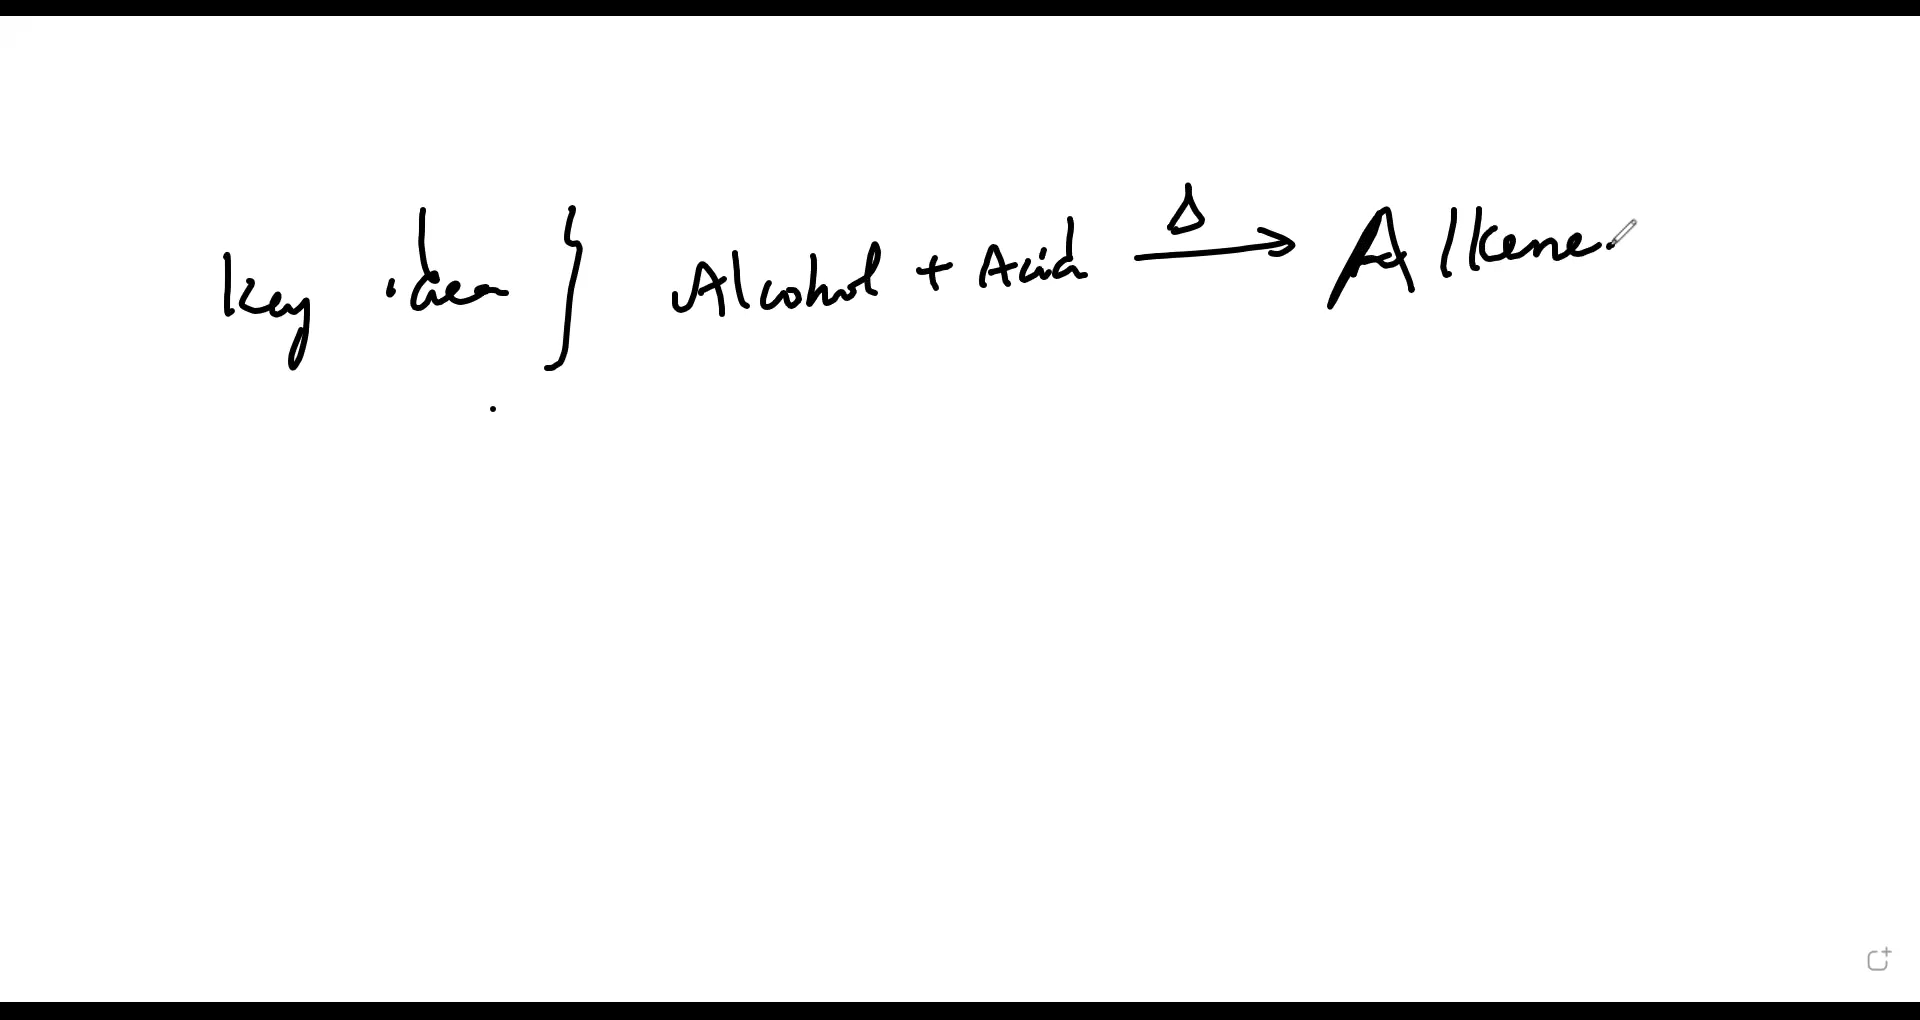 Key idea } Alcohol + Acid Δ→ Alkene.